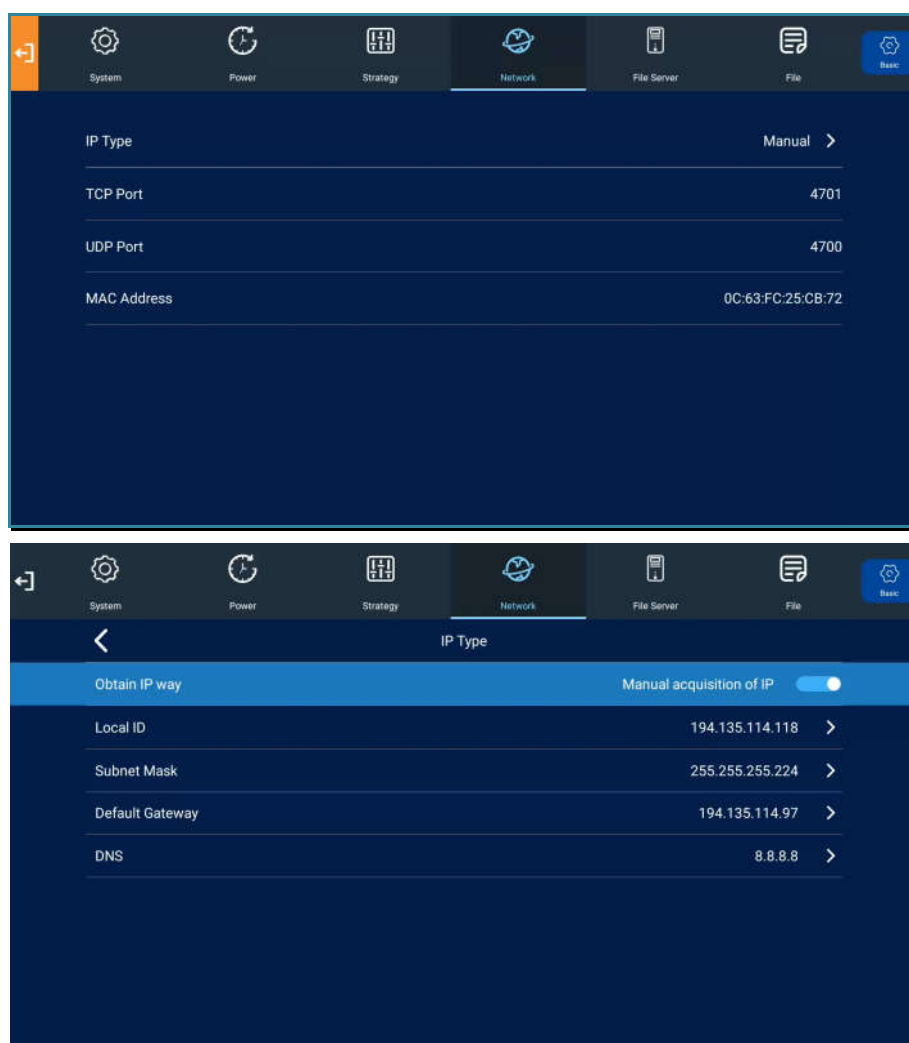 System Power Strategy Network File Server File Basic
IP Type Manual
TCP Port 4701
UDP Port 4700
MAC Address 0C:63:FC:25:CB:72
System Power Strategy Network File Server File Basic
IP Type
Obtain IP way Manual acquisition of IP
Local ID 194.135.114.118
Subnet Mask 255.255.255.224
Default Gateway 194.135.114.97
DNS 8.8.8.8